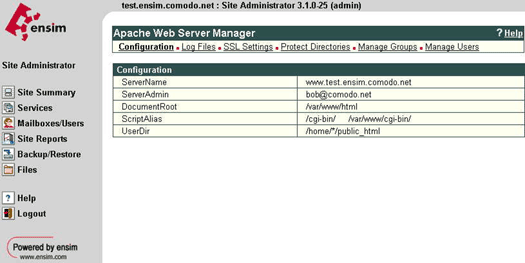 test.ensim.comodo.net : Site Administrator 3.1.0-25 (admin)
ensim
Apache Web Server Manager
? Help
Configuration • Log Files • SSL Settings • Protect Directories • Manage Groups • Manage Users
Site Administrator
Site Summary
Services
Mailboxes/Users
Site Reports
Backup/Restore
Files
? Help
Logout
Configuration
ServerName www.test.ensim.comodo.net
ServerAdmin bob@comodo.net
DocumentRoot /var/www/html
ScriptAlias /cgi-bin/ /var/www/cgi-bin/
UserDir /home/*/public_html
Powered by ensim
www.ensim.com